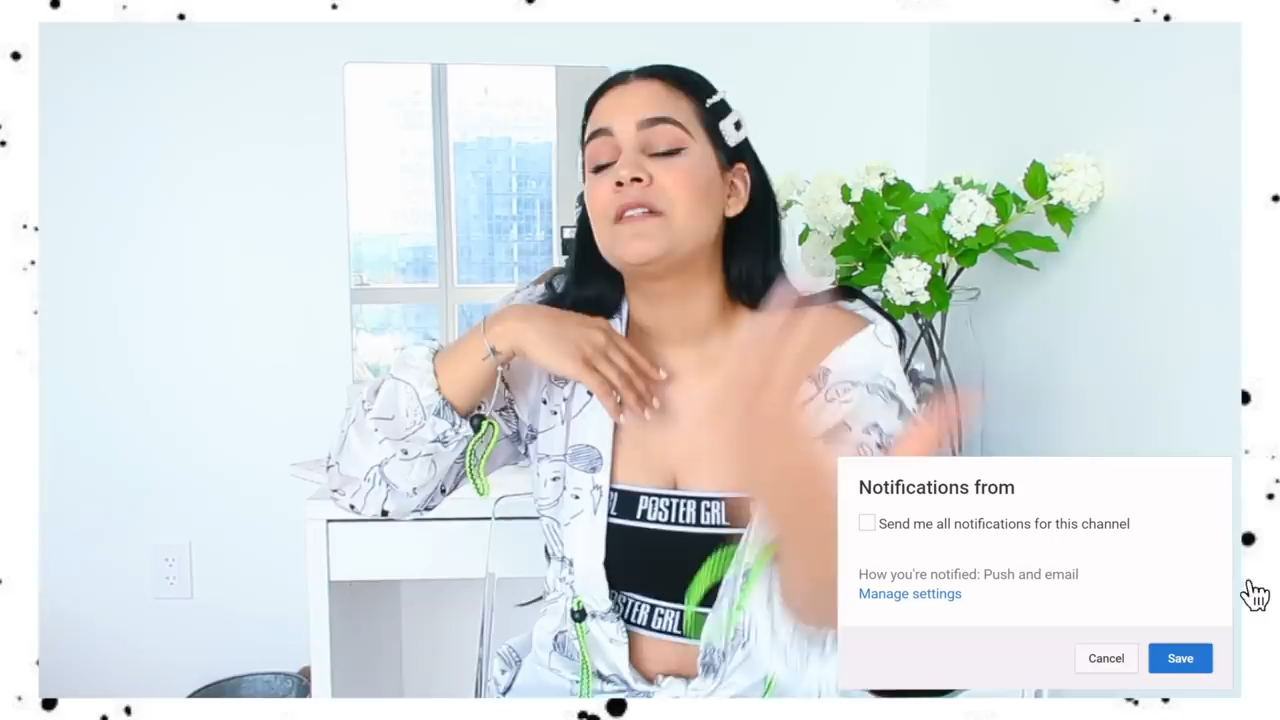 POSTER GRL
STER GRL
Notifications from
Send me all notifications for this channel
How you're notified: Push and email
Manage settings
Cancel
Save